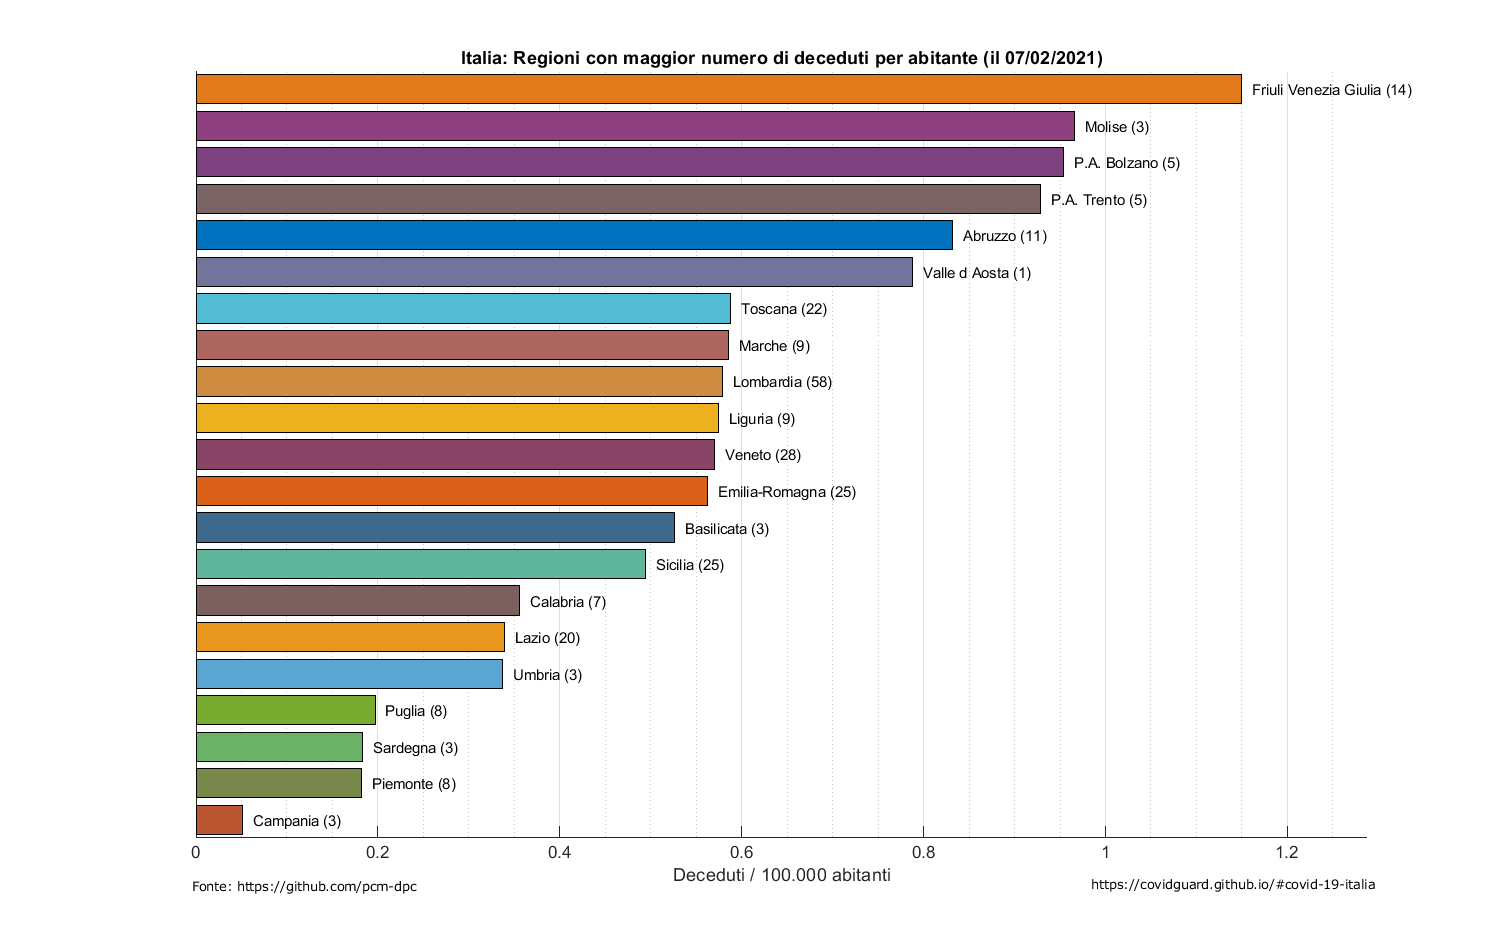 Italia: Regioni con maggior numero di deceduti per abitante (il 07/02/2021)
Friuli Venezia Giulia (14)
Molise (3)
P.A. Bolzano (5)
P.A. Trento (5)
Abruzzo (11)
Valle d Aosta (1)
Toscana (22)
Marche (9)
Lombardia (58)
Liguria (9)
Veneto (28)
Emilia-Romagna (25)
Basilicata (3)
Sicilia (25)
Calabria (7)
Lazio (20)
Umbria (3)
Puglia (8)
Sardegna (3)
Piemonte (8)
Campania (3)
0 0.2 0.4 0.6 0.8 1 1.2
Deceduti / 100.000 abitanti
Fonte: https://github.com/pcm-dpc
https://covidguard.github.io/#covid-19-italia